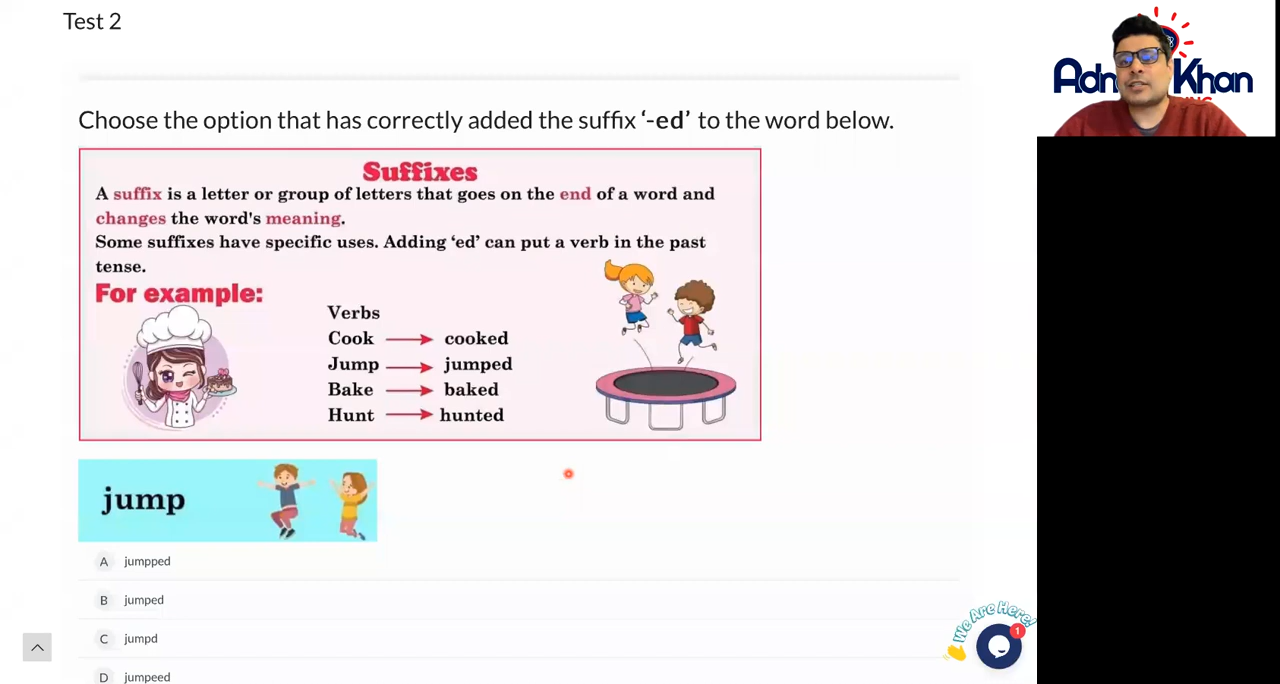 Test 2
Adn Khan
Choose the option that has correctly added the suffix ‘-ed’ to the word below.
Suffixes
A suffix is a letter or group of letters that goes on the end of a word and
changes the word's meaning.
Some suffixes have specific uses. Adding ‘ed’ can put a verb in the past
tense.
For example:
Verbs
Cook cooked
Jump jumped
Bake baked
Hunt hunted
jump
A jumpped
B jumped
C jumpd
D jumpeed
We Are Here!
1